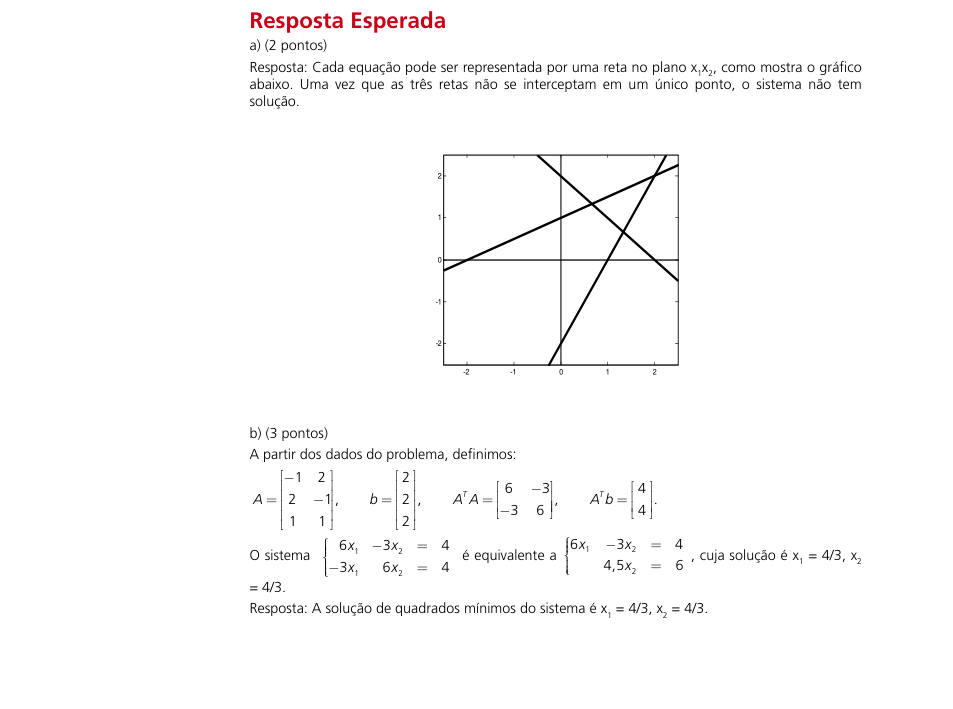 Resposta Esperada
a) (2 pontos)
Resposta: Cada equação pode ser representada por uma reta no plano x₁x₂, como mostra o gráfico
abaixo. Uma vez que as três retas não se interceptam em um único ponto, o sistema não tem
solução.
2
1
0
-1
-2
-2 -1 0 1 2
b) (3 pontos)
A partir dos dados do problema, definimos:
A = [−1 2; 2 −1; 1 1], b = [2; 2; 2], AᵀA = [6 −3; −3 6], Aᵀb = [4; 4].
O sistema { 6x₁ −3x₂ = 4; −3x₁ 6x₂ = 4 é equivalente a { 6x₁ −3x₂ = 4; 4,5x₂ = 6 , cuja solução é x₁ = 4/3, x₂
= 4/3.
Resposta: A solução de quadrados mínimos do sistema é x₁ = 4/3, x₂ = 4/3.